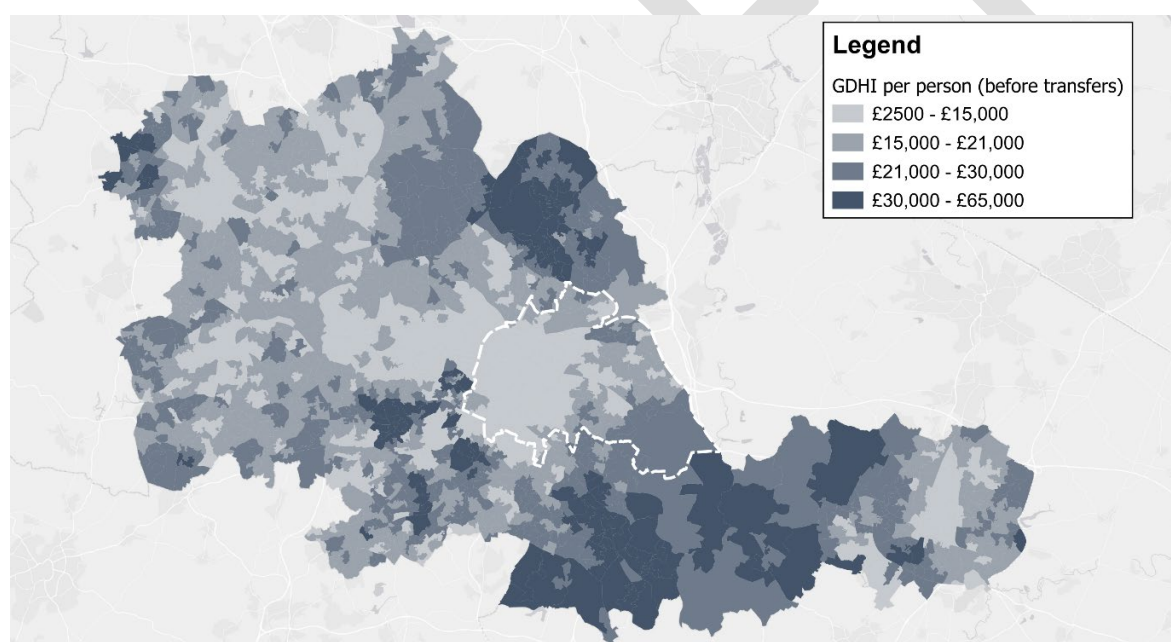 Legend
GDHI per person (before transfers)
£2500 - £15,000
£15,000 - £21,000
£21,000 - £30,000
£30,000 - £65,000